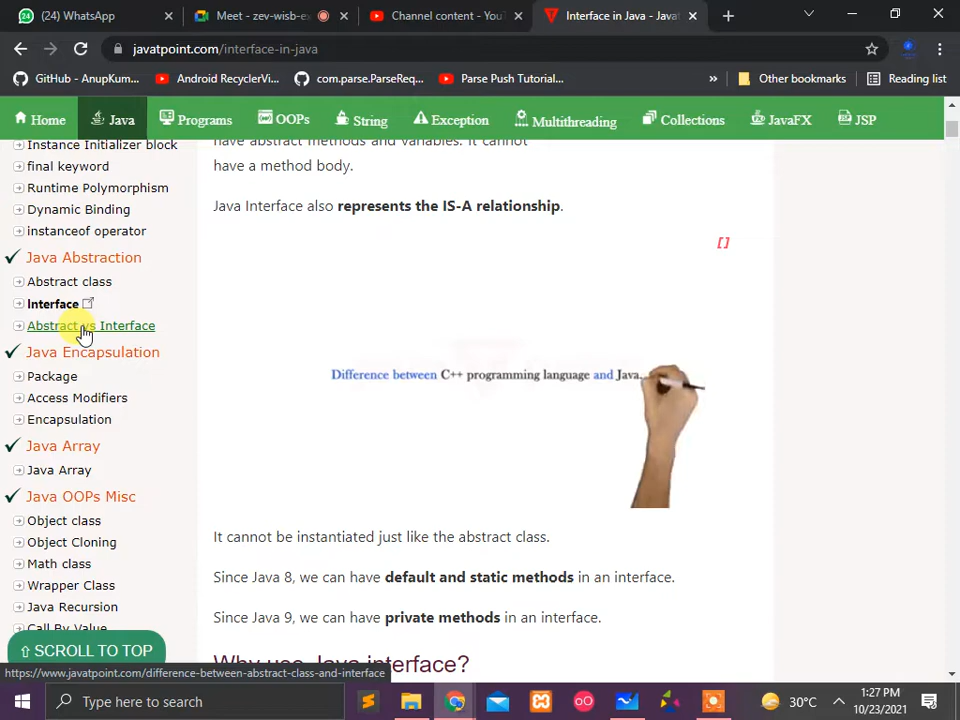 (24) WhatsApp
Meet - zev-wisb-e
Channel content - You
Interface in Java - Javat
javatpoint.com/interface-in-java
GitHub - AnupKum...
Android RecyclerVi...
com.parse.ParseReq...
Parse Push Tutorial...
»
Other bookmarks
Reading list
Home
Java
Programs
OOPs
String
Exception
Multithreading
Collections
JavaFX
JSP
Instance Initializer block
final keyword
Runtime Polymorphism
Dynamic Binding
instanceof operator
Java Abstraction
Abstract class
Interface
Abstract vs Interface
Java Encapsulation
Package
Access Modifiers
Encapsulation
Java Array
Java Array
Java OOPs Misc
Object class
Object Cloning
Math class
Wrapper Class
Java Recursion
Call By Value
SCROLL TO TOP
have abstract methods and variables. It cannot
have a method body.
Java Interface also represents the IS-A relationship.
[]
Difference between C++ programming language and Java.
It cannot be instantiated just like the abstract class.
Since Java 8, we can have default and static methods in an interface.
Since Java 9, we can have private methods in an interface.
Why use Java interface?
https://www.javatpoint.com/difference-between-abstract-class-and-interface
Type here to search
30°C
1:27 PM
10/23/2021